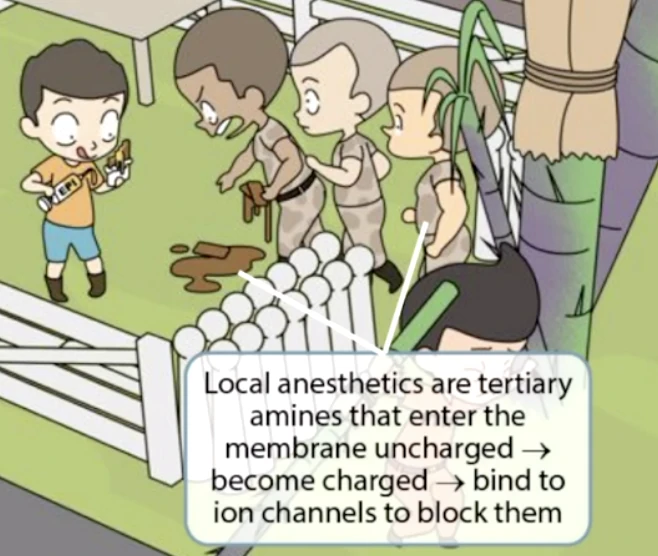 EPI
Local anesthetics are tertiary
amines that enter the
membrane uncharged →
become charged → bind to
ion channels to block them